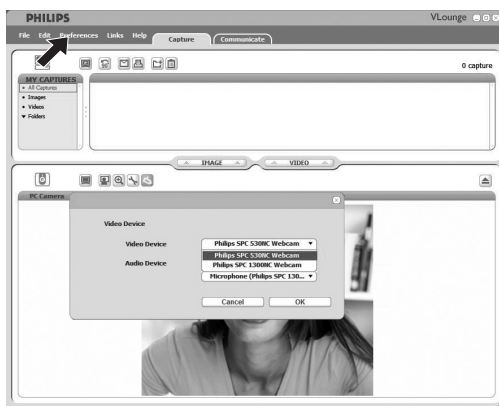 PHILIPS
VLounge
File Edit Preferences Links Help Capture Communicate
0 capture
MY CAPTURES
All Captures
Images
Videos
Folders
IMAGE VIDEO
PC Camera
Video Device
Video Device Philips SPC 530NC Webcam
Philips SPC 530NC Webcam
Philips SPC 1300NC Webcam
Audio Device
Microphone (Philips SPC 130...
Cancel OK